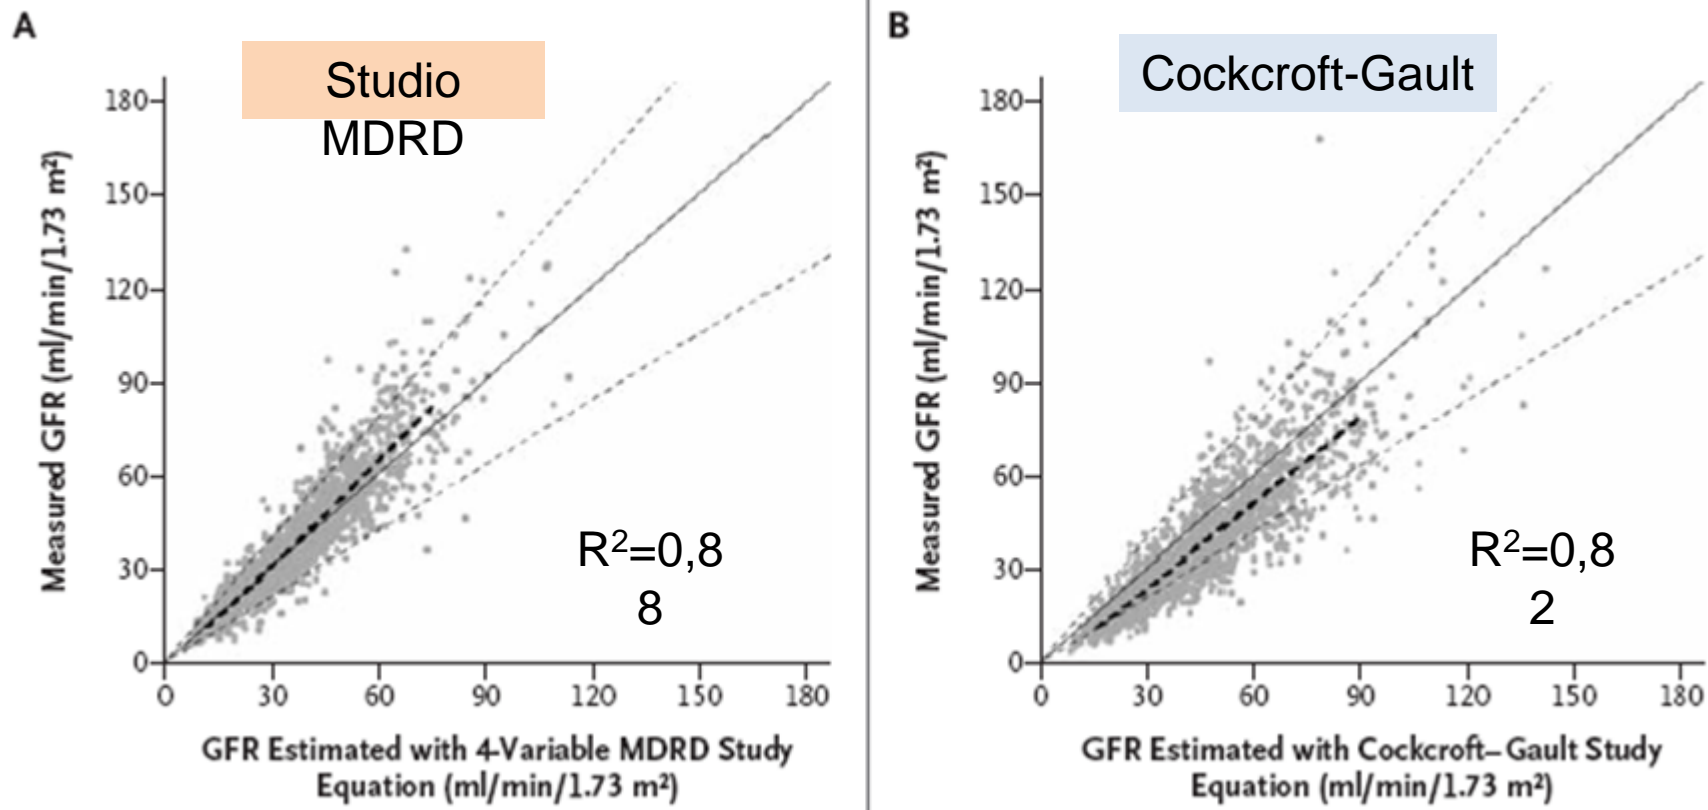 A
Studio
MDRD
180
150
120
90
60
30
0
Measured GFR (ml/min/1.73 m²)
R²=0,8
8
0 30 60 90 120 150 180
GFR Estimated with 4-Variable MDRD Study
Equation (ml/min/1.73 m²)
B
Cockcroft-Gault
180
150
120
90
60
30
0
Measured GFR (ml/min/1.73 m²)
R²=0,8
2
0 30 60 90 120 150 180
GFR Estimated with Cockcroft–Gault Study
Equation (ml/min/1.73 m²)